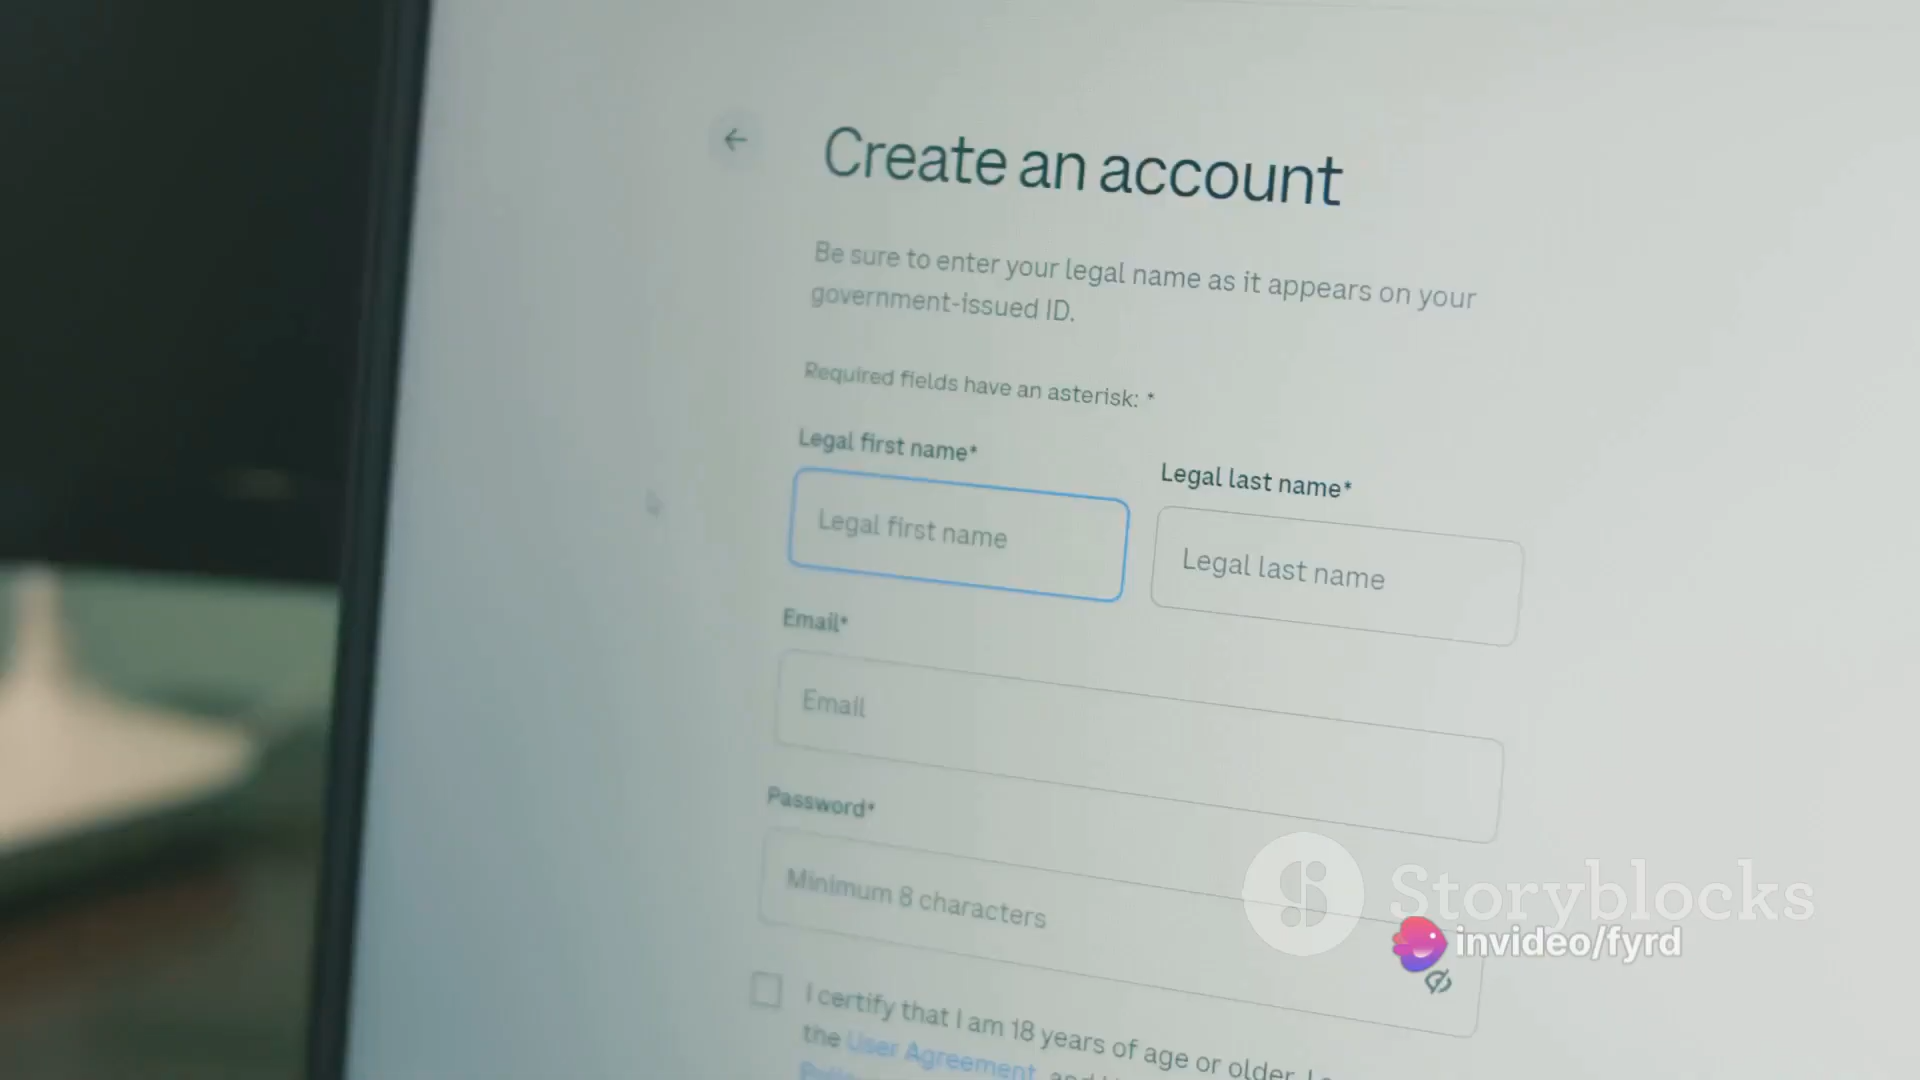 Create an account
Be sure to enter your legal name as it appears on your
government-issued ID.
Required fields have an asterisk: *
Legal first name*
Legal last name*
Legal first name
Legal last name
Email*
Email
Password*
Minimum 8 characters
Storyblocks
invideo/fyrd
I certify that I am 18 years of age or older, I
the User Agreement, and